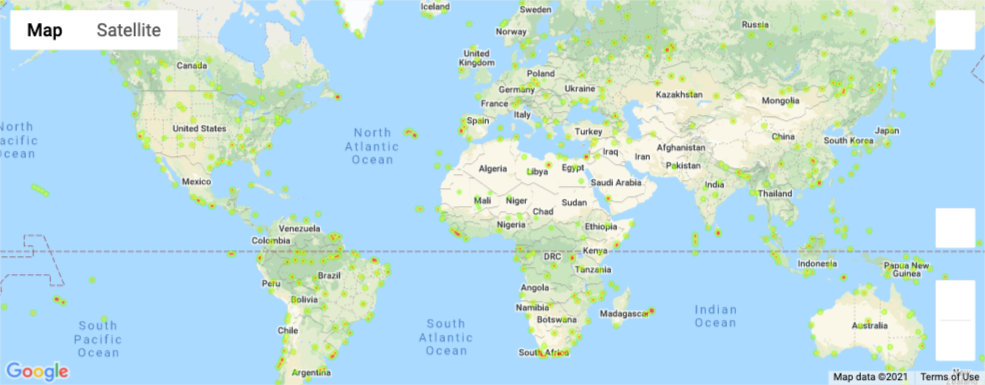 Map
Satellite
Iceland
Sweden
Norway
Russia
Canada
United
Kingdom
Poland
Germany
Ukraine
Kazakhstan
Mongolia
France
Italy
Spain
Turkey
United States
North
Pacific
Ocean
North
Atlantic
Ocean
China
Japan
South Korea
Afghanistan
Iraq
Iran
Pakistan
Algeria
Libya
Egypt
Saudi Arabia
India
Mexico
Mali
Niger
Sudan
Chad
Thailand
Nigeria
Ethiopia
Venezuela
Colombia
Kenya
DRC
Tanzania
Indonesia
Papua New
Guinea
Peru
Brazil
Angola
Bolivia
Namibia
Botswana
Madagascar
Indian
Ocean
South
Pacific
Ocean
South
Atlantic
Ocean
Chile
Australia
South Africa
Argentina
Google
Map data ©2021
Terms of Use